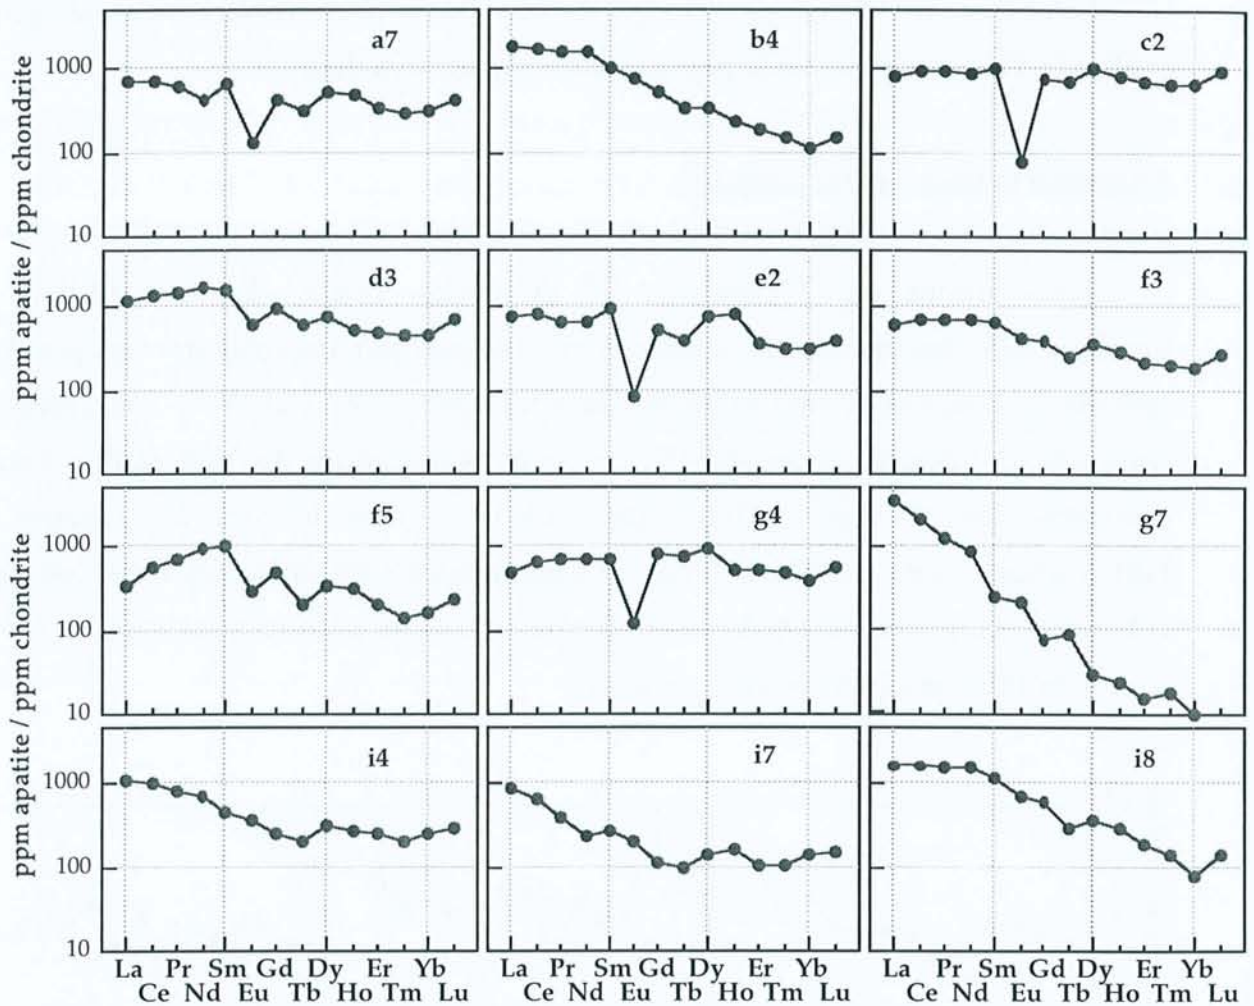 a7 b4 c2
1000
100
10
ppm apatite / ppm chondrite
d3 e2 f3
1000
100
10
f5 g4 g7
1000
100
10
ppm apatite / ppm chondrite
i4 i7 i8
1000
100
10
La Pr Sm Gd Dy Er Yb La Pr Sm Gd Dy Er Yb La Pr Sm Gd Dy Er Yb
Ce Nd Eu Tb Ho Tm Lu Ce Nd Eu Tb Ho Tm Lu Ce Nd Eu Tb Ho Tm Lu